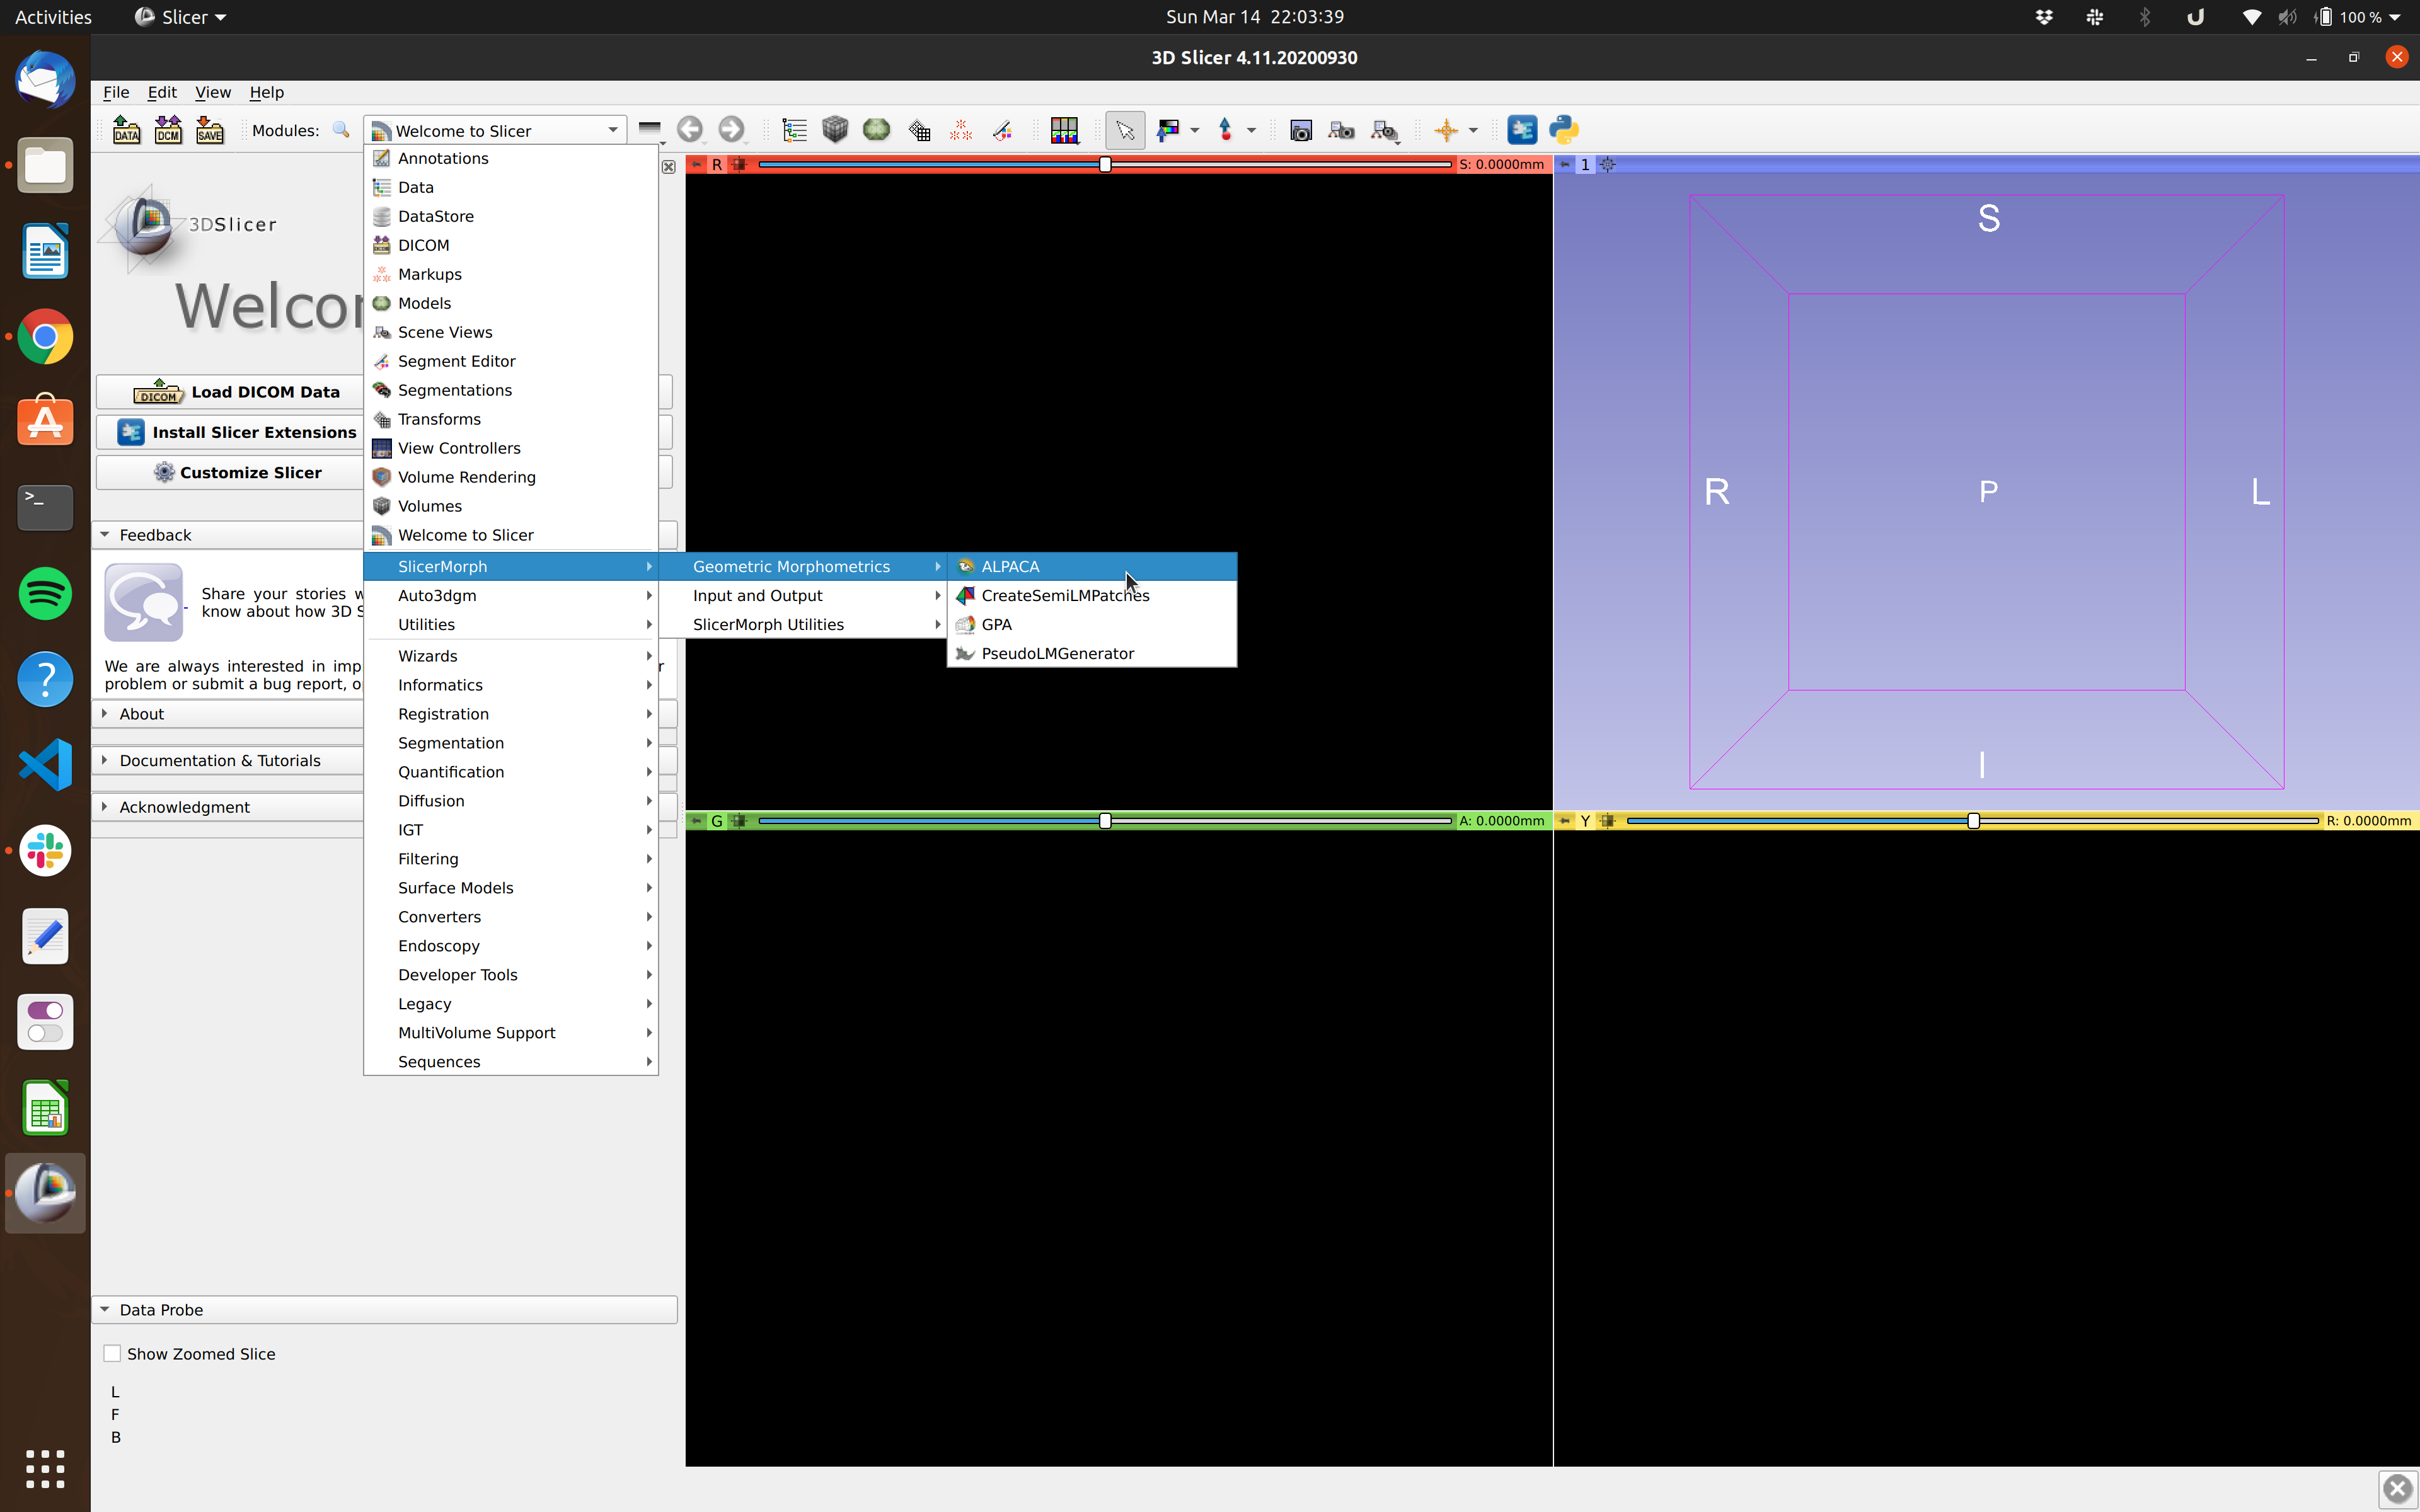 Activities
Slicer
Sun Mar 14 22:03:39
100 %
3D Slicer 4.11.20200930
File Edit View Help
DATA DCM SAVE Modules: Welcome to Slicer
Annotations
Data
DataStore
DICOM
Markups
Models
Scene Views
Segment Editor
Segmentations
Transforms
View Controllers
Volume Rendering
Volumes
Welcome to Slicer
SlicerMorph
Auto3dgm
Utilities
Wizards
Informatics
Registration
Segmentation
Quantification
Diffusion
IGT
Filtering
Surface Models
Converters
Endoscopy
Developer Tools
Legacy
MultiVolume Support
Sequences
Geometric Morphometrics
Input and Output
SlicerMorph Utilities
ALPACA
CreateSemiLMPatches
GPA
PseudoLMGenerator
3DSlicer
Welcor
DICOM Load DICOM Data
Install Slicer Extensions
Customize Slicer
Feedback
Share your stories w
know about how 3D S
We are always interested in imp r
problem or submit a bug report, o
About
Documentation & Tutorials
Acknowledgment
Data Probe
Show Zoomed Slice
L
F
B
R S: 0.0000mm
1
S
R P L
I
G A: 0.0000mm
Y R: 0.0000mm